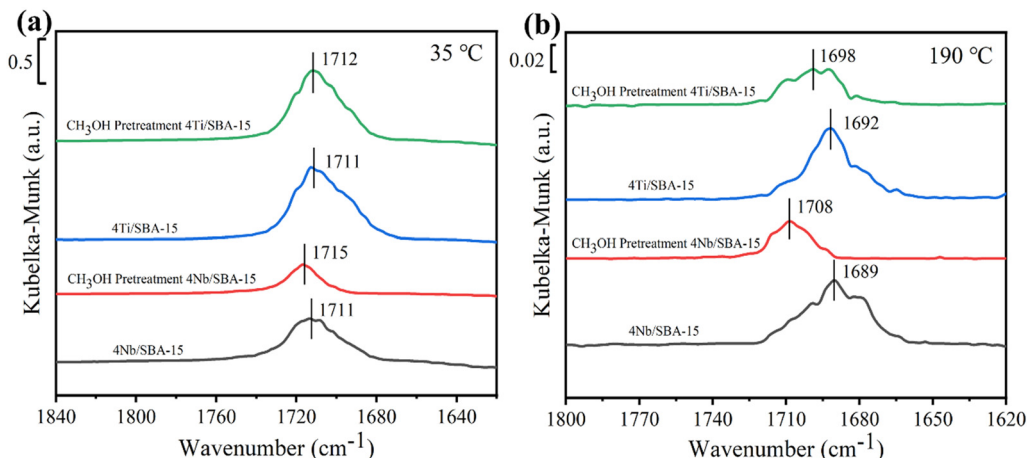 (a)
0.5
35 ℃
1712
CH₃OH Pretreatment 4Ti/SBA-15
1711
4Ti/SBA-15
1715
CH₃OH Pretreatment 4Nb/SBA-15
1711
4Nb/SBA-15
Kubelka-Munk (a.u.)
1840 1800 1760 1720 1680 1640
Wavenumber (cm⁻¹)
(b)
0.02
190 ℃
1698
CH₃OH Pretreatment 4Ti/SBA-15
1692
4Ti/SBA-15
1708
CH₃OH Pretreatment 4Nb/SBA-15
1689
4Nb/SBA-15
Kubelka-Munk (a.u.)
1800 1770 1740 1710 1680 1650 1620
Wavenumber (cm⁻¹)